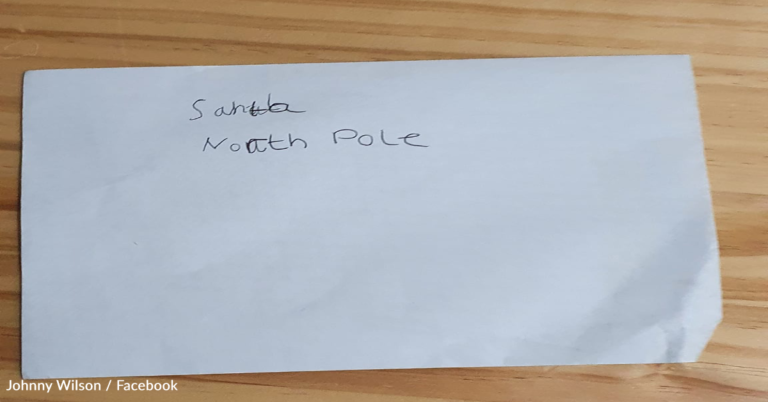 Santa
North Pole
Johnny Wilson / Facebook